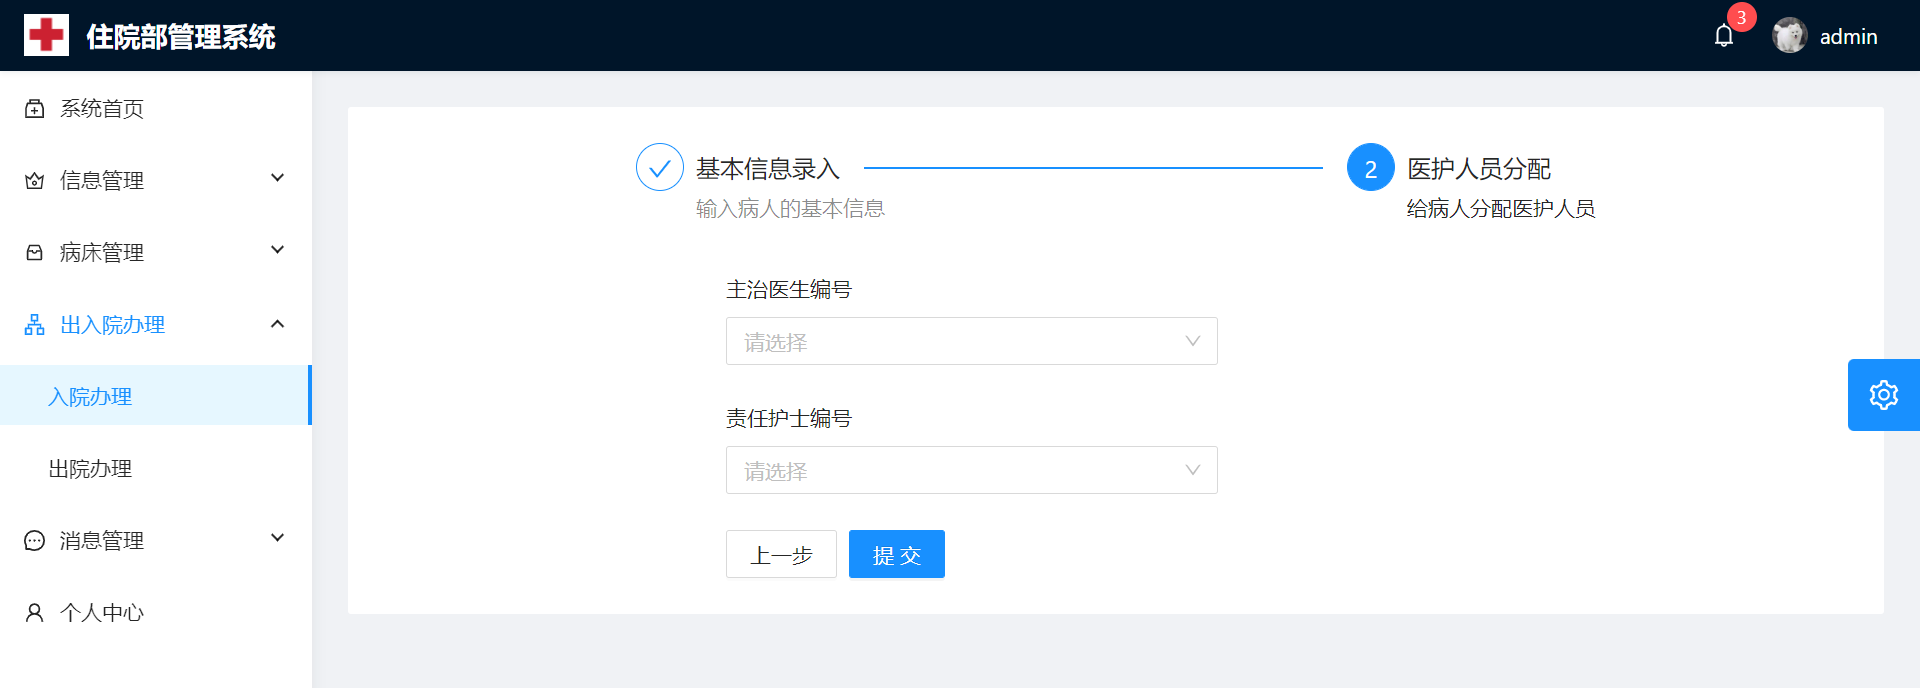 住院部管理系统
3
admin
系统首页
信息管理
病床管理
出入院办理
入院办理
出院办理
消息管理
个人中心
基本信息录入
输入病人的基本信息
2
医护人员分配
给病人分配医护人员
主治医生编号
请选择
责任护士编号
请选择
上一步
提 交